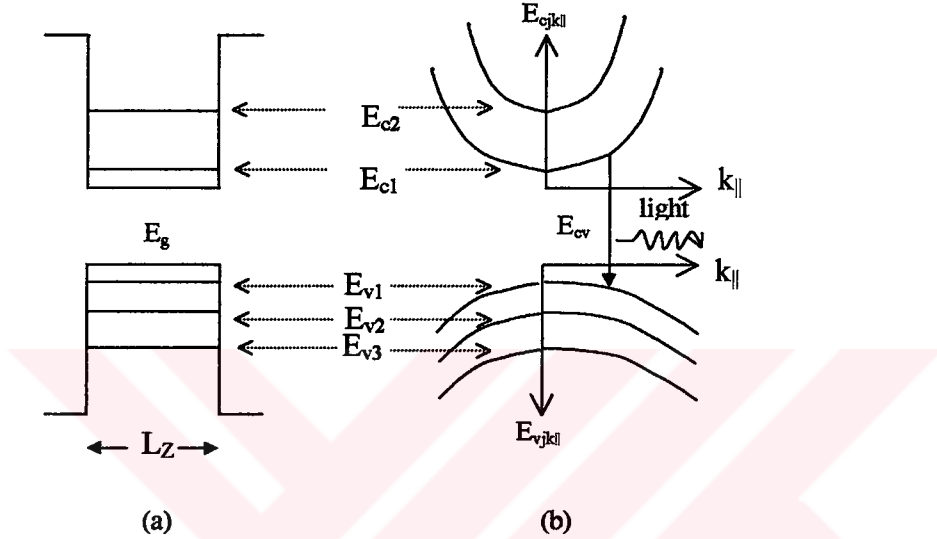 E_cjk∥
E_c2
E_c1
k∥
E_g
E_cv
light
k∥
E_v1
E_v2
E_v3
E_vjk∥
L_Z
(a)
(b)